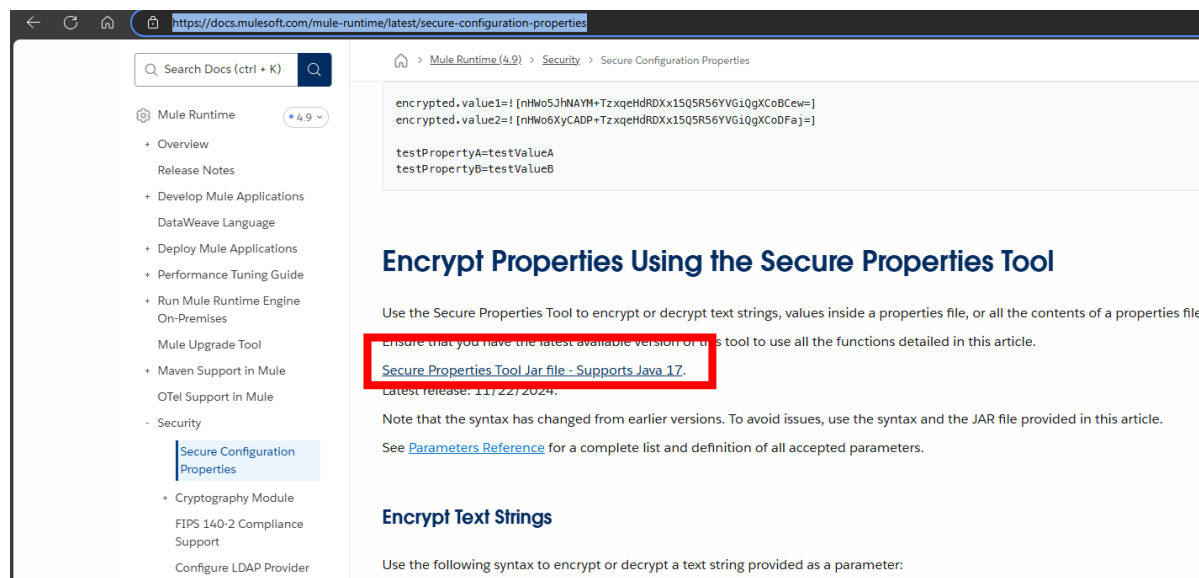 https://docs.mulesoft.com/mule-runtime/latest/secure-configuration-properties
Search Docs (ctrl + K)
Mule Runtime
4.9
+ Overview
Release Notes
+ Develop Mule Applications
DataWeave Language
+ Deploy Mule Applications
+ Performance Tuning Guide
+ Run Mule Runtime Engine
On-Premises
Mule Upgrade Tool
+ Maven Support in Mule
OTel Support in Mule
- Security
Secure Configuration
Properties
+ Cryptography Module
FIPS 140-2 Compliance
Support
Configure LDAP Provider
> Mule Runtime (4.9) > Security > Secure Configuration Properties
encrypted.value1=![nHWo5JhNAYM+TzxqeHdRDXx15Q5R56YVGiQgXCoBCew=]
encrypted.value2=![nHWo6XyCADP+TzxqeHdRDXx15Q5R56YVGiQgXCoDFaj=]
testPropertyA=testValueA
testPropertyB=testValueB
Encrypt Properties Using the Secure Properties Tool
Use the Secure Properties Tool to encrypt or decrypt text strings, values inside a properties file, or all the contents of a properties file
Ensure that you have the latest available version of this tool to use all the functions detailed in this article.
Secure Properties Tool Jar file - Supports Java 17.
Latest release: 11/22/2024.
Note that the syntax has changed from earlier versions. To avoid issues, use the syntax and the JAR file provided in this article.
See Parameters Reference for a complete list and definition of all accepted parameters.
Encrypt Text Strings
Use the following syntax to encrypt or decrypt a text string provided as a parameter: